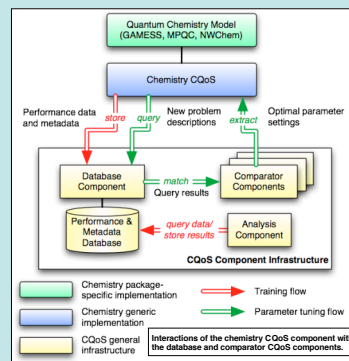 Quantum Chemistry Model
(GAMESS, MPQC, NWChem)
Chemistry CQoS
Performance data
and metadata
store
query
New problem
descriptions
extract
Optimal parameter
settings
Database
Component
match
Query results
Comparator
Components
Performance &
Metadata
Database
query data/
store results
Analysis
Component
CQoS Component Infrastructure
Chemistry package-
specific implementation
Training flow
Chemistry generic
implementation
Parameter tuning flow
CQoS general
infrastructure
Interactions of the chemistry CQoS component with
the database and comparator CQoS components.